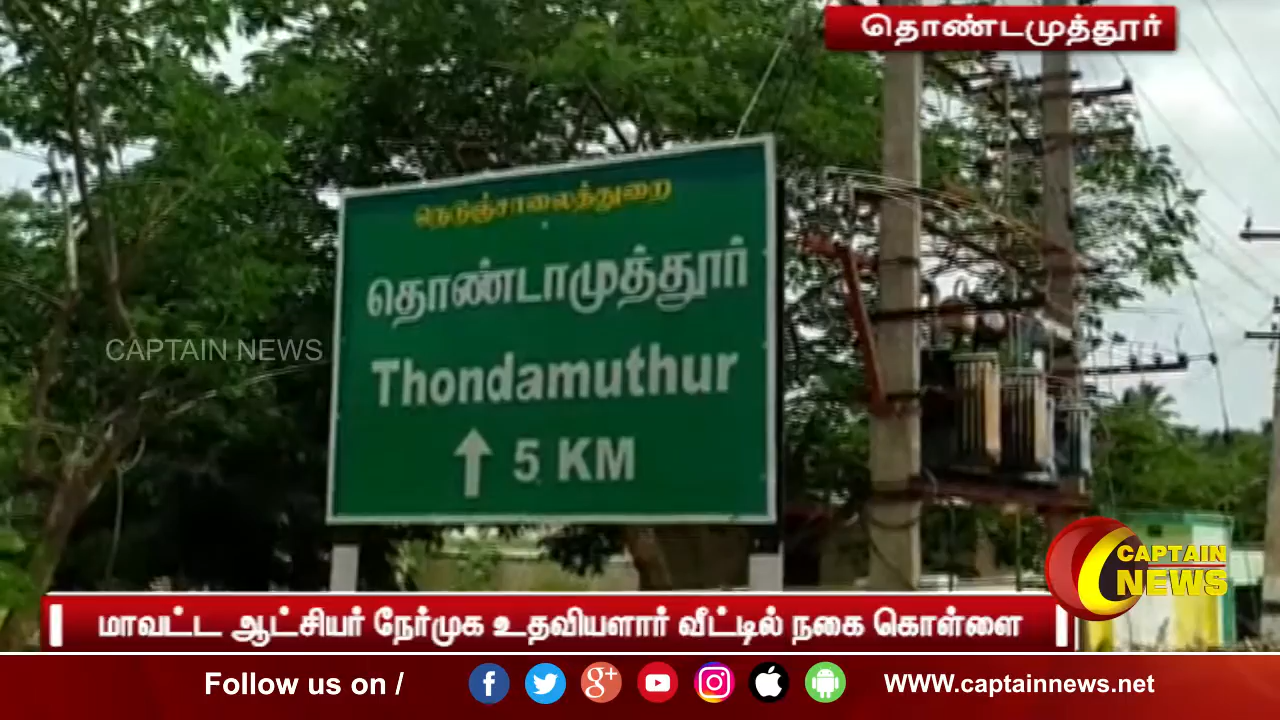 தொண்டமுத்தூர்
நெடுஞ்சாலைத்துறை
தொண்டாமுத்தூர்
Thondamuthur
5 KM
CAPTAIN NEWS
CAPTAIN
NEWS
மாவட்ட ஆட்சியர் நேர்முக உதவியளார் வீட்டில் நகை கொள்ளை
Follow us on / WWW.captainnews.net